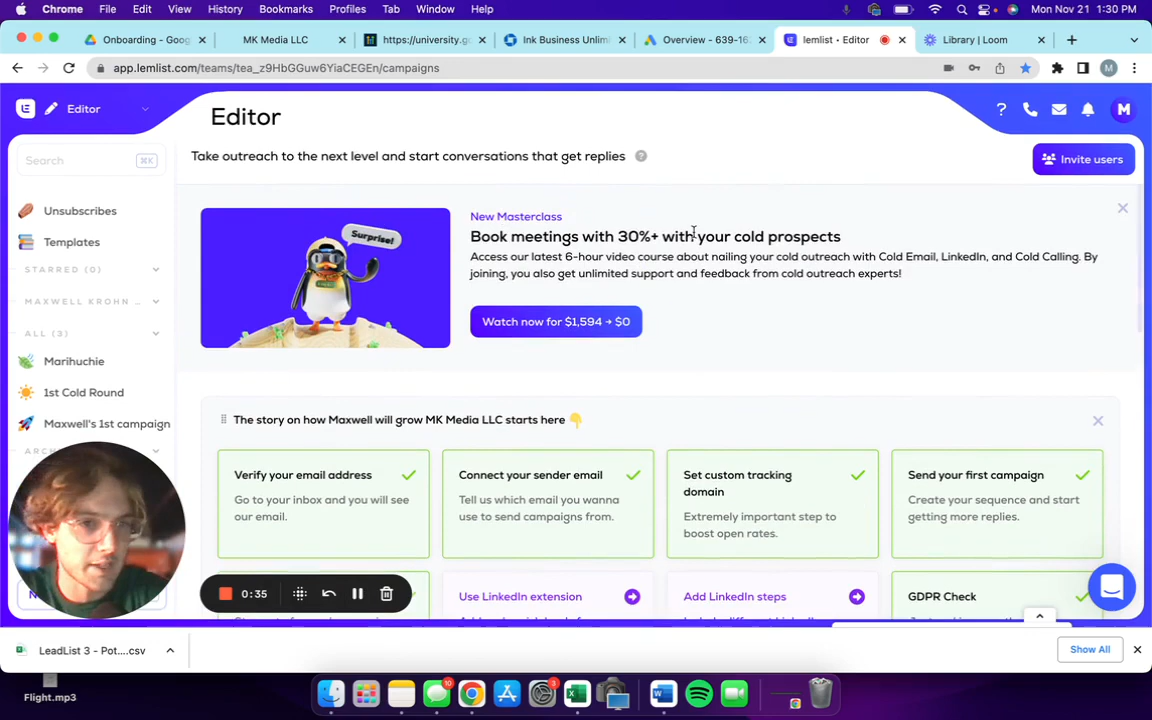 Chrome File Edit View History Bookmarks Profiles Tab Window Help Mon Nov 21 1:30 PM
Onboarding - Goog MK Media LLC https://university.g Ink Business Unlim Overview - 639-16 lemlist • Editor Library | Loom
app.lemlist.com/teams/tea_z9HbGGuw6YiaCEGEn/campaigns M
Editor
Editor
? M
Take outreach to the next level and start conversations that get replies ?
Invite users
Search ⌘K
Unsubscribes
Templates
STARRED (0)
MAXWELL KROHN ...
ALL (3)
Marihuchie
1st Cold Round
Maxwell's 1st campaign
Surprise!
New Masterclass
Book meetings with 30%+ with your cold prospects
Access our latest 6-hour video course about nailing your cold outreach with Cold Email, LinkedIn, and Cold Calling. By
joining, you also get unlimited support and feedback from cold outreach experts!
Watch now for $1,594 → $0
The story on how Maxwell will grow MK Media LLC starts here 👇
Verify your email address
Go to your inbox and you will see
our email.
Connect your sender email
Tell us which email you wanna
use to send campaigns from.
Set custom tracking
domain
Extremely important step to
boost open rates.
Send your first campaign
Create your sequence and start
getting more replies.
0:35
Use LinkedIn extension
Add LinkedIn steps
GDPR Check
LeadList 3 - Pot....csv
Show All
Flight.mp3
10
3